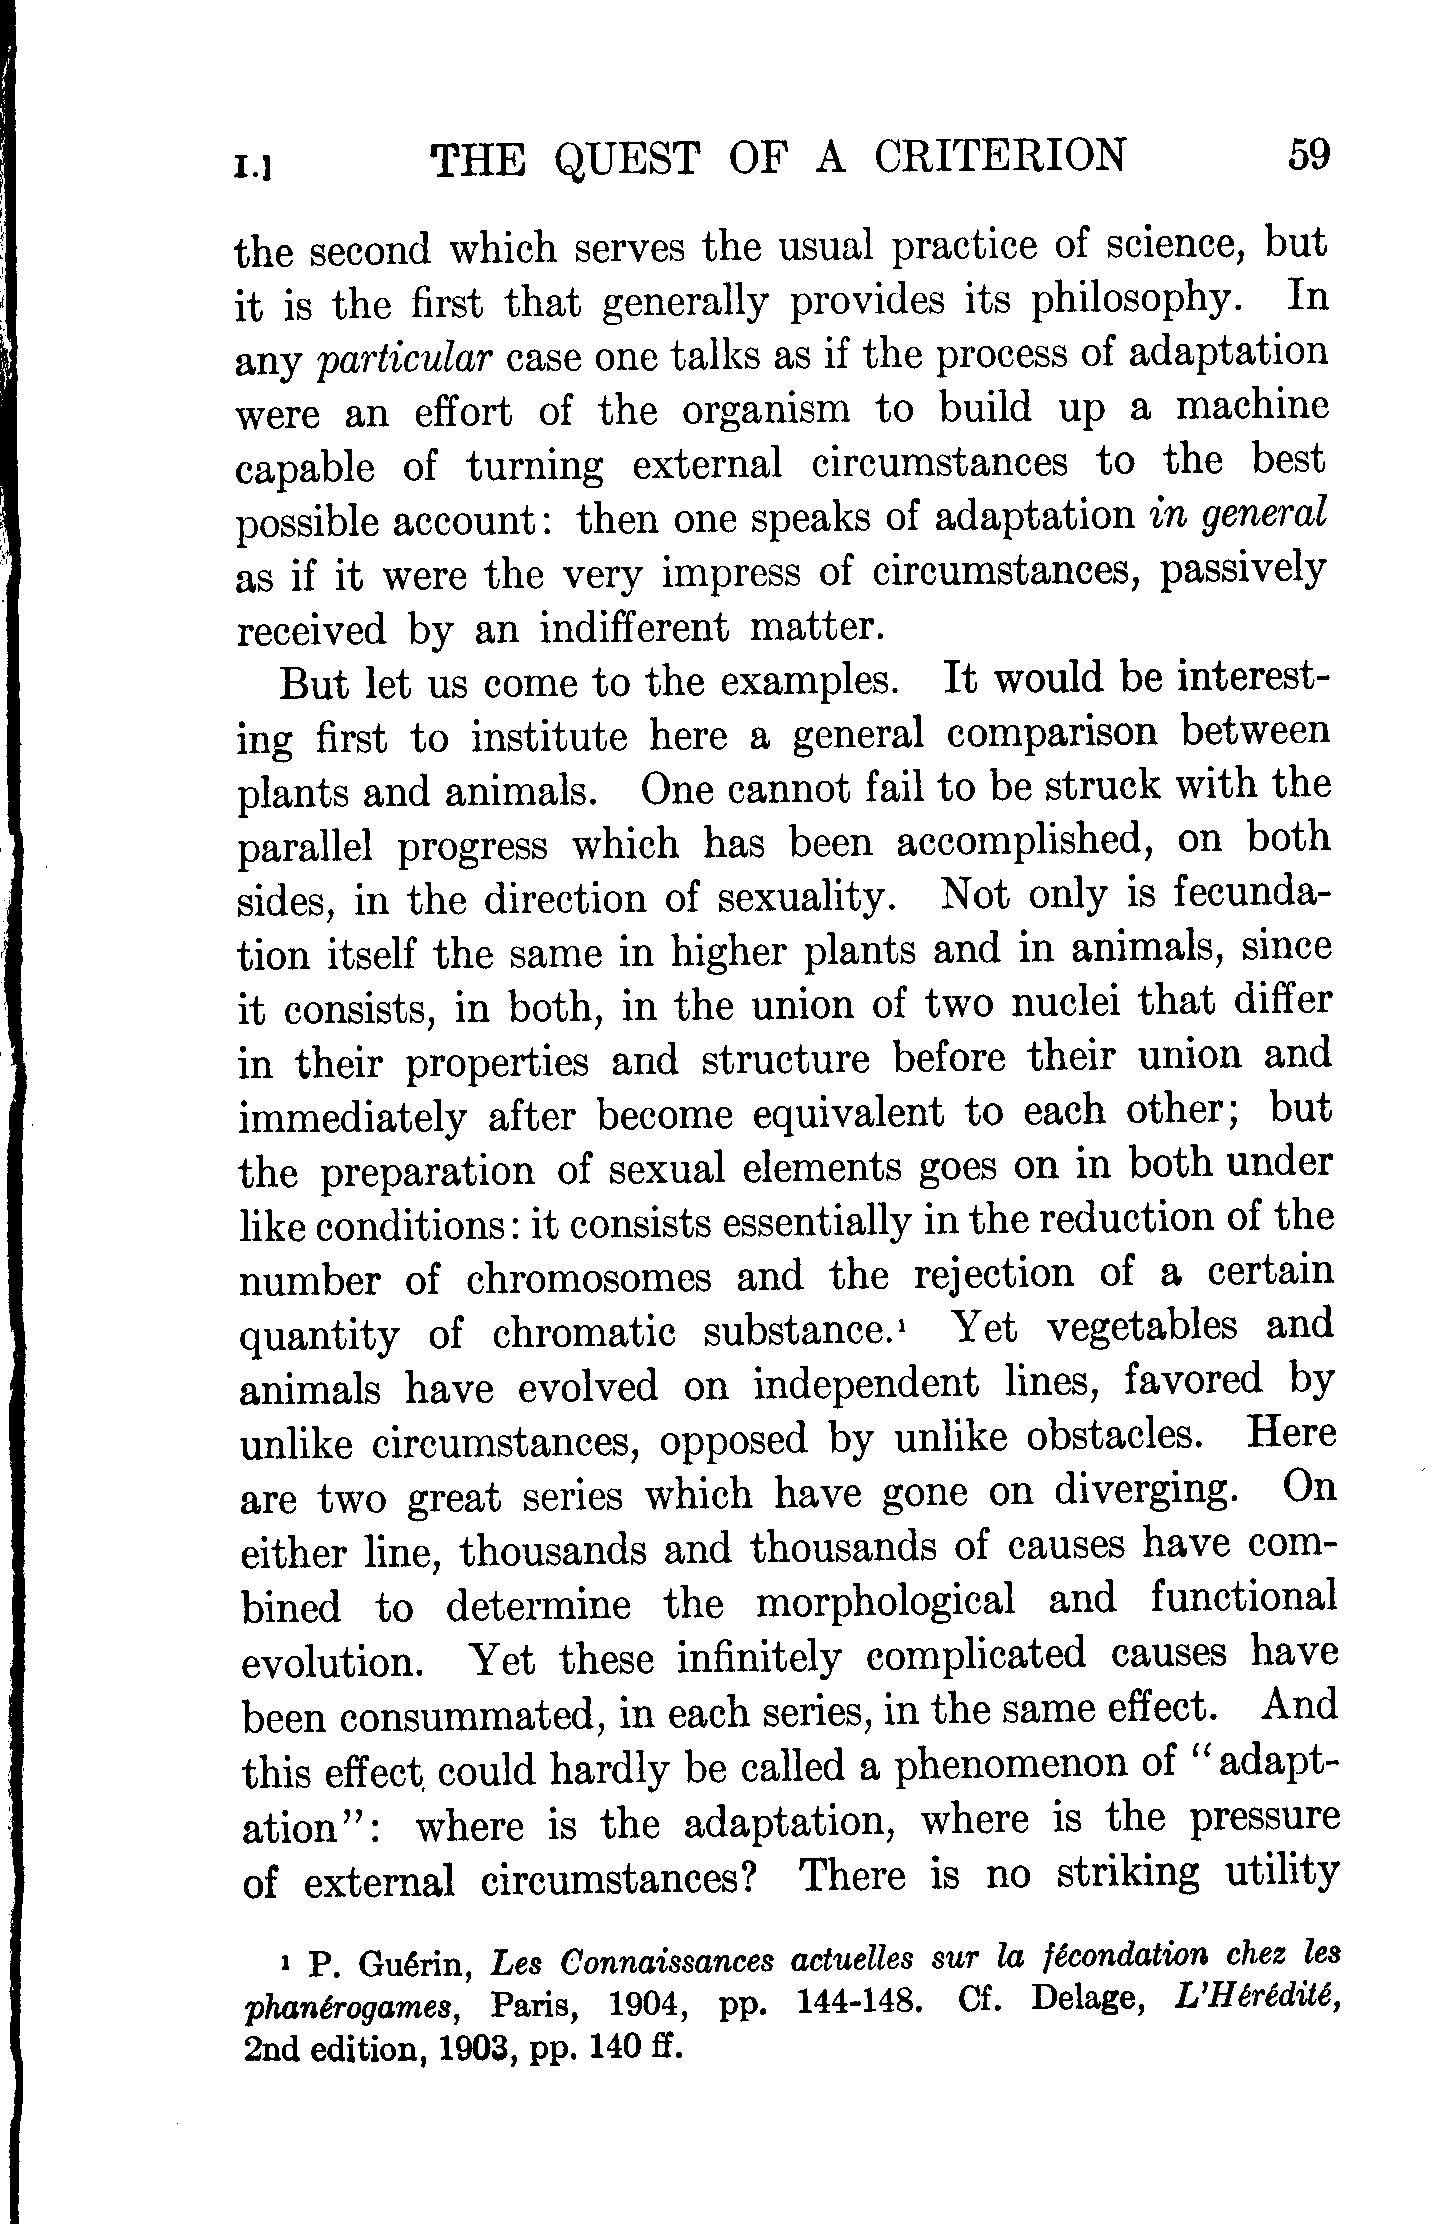 I.] THE QUEST OF A CRITERION 59
the second which serves the usual practice of science, but
it is the first that generally provides its philosophy. In
any particular case one talks as if the process of adaptation
were an effort of the organism to build up a machine
capable of turning external circumstances to the best
possible account: then one speaks of adaptation in general
as if it were the very impress of circumstances, passively
received by an indifferent matter.
But let us come to the examples. It would be interest-
ing first to institute here a general comparison between
plants and animals. One cannot fail to be struck with the
parallel progress which has been accomplished, on both
sides, in the direction of sexuality. Not only is fecunda-
tion itself the same in higher plants and in animals, since
it consists, in both, in the union of two nuclei that differ
in their properties and structure before their union and
immediately after become equivalent to each other; but
the preparation of sexual elements goes on in both under
like conditions: it consists essentially in the reduction of the
number of chromosomes and the rejection of a certain
quantity of chromatic substance.¹ Yet vegetables and
animals have evolved on independent lines, favored by
unlike circumstances, opposed by unlike obstacles. Here
are two great series which have gone on diverging. On
either line, thousands and thousands of causes have com-
bined to determine the morphological and functional
evolution. Yet these infinitely complicated causes have
been consummated, in each series, in the same effect. And
this effect could hardly be called a phenomenon of "adapt-
ation": where is the adaptation, where is the pressure
of external circumstances? There is no striking utility
¹ P. Guérin, Les Connaissances actuelles sur la fécondation chez les
phanérogames, Paris, 1904, pp. 144-148. Cf. Delage, L'Hérédité,
2nd edition, 1903, pp. 140 ff.